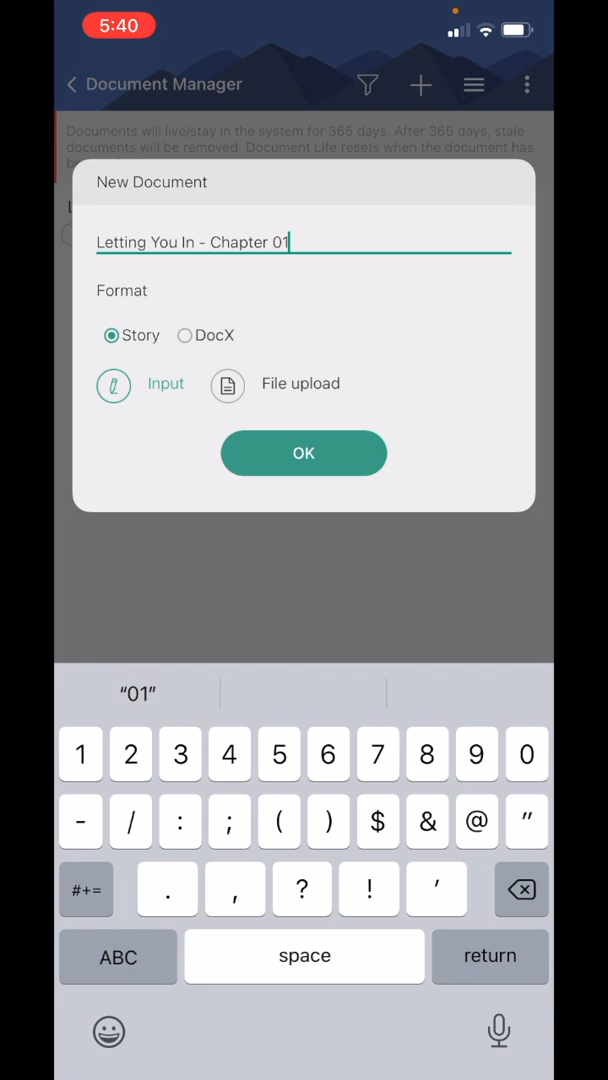 5:40
Document Manager
Documents will live/stay in the system for 365 days. After 365 days, stale
documents will be removed. Document Life resets when the document has
New Document
Letting You In - Chapter 01
Format
Story DocX
Input File upload
OK
“01”
1 2 3 4 5 6 7 8 9 0
- / : ; ( ) $ & @ "
#+= . , ? ! '
ABC space return